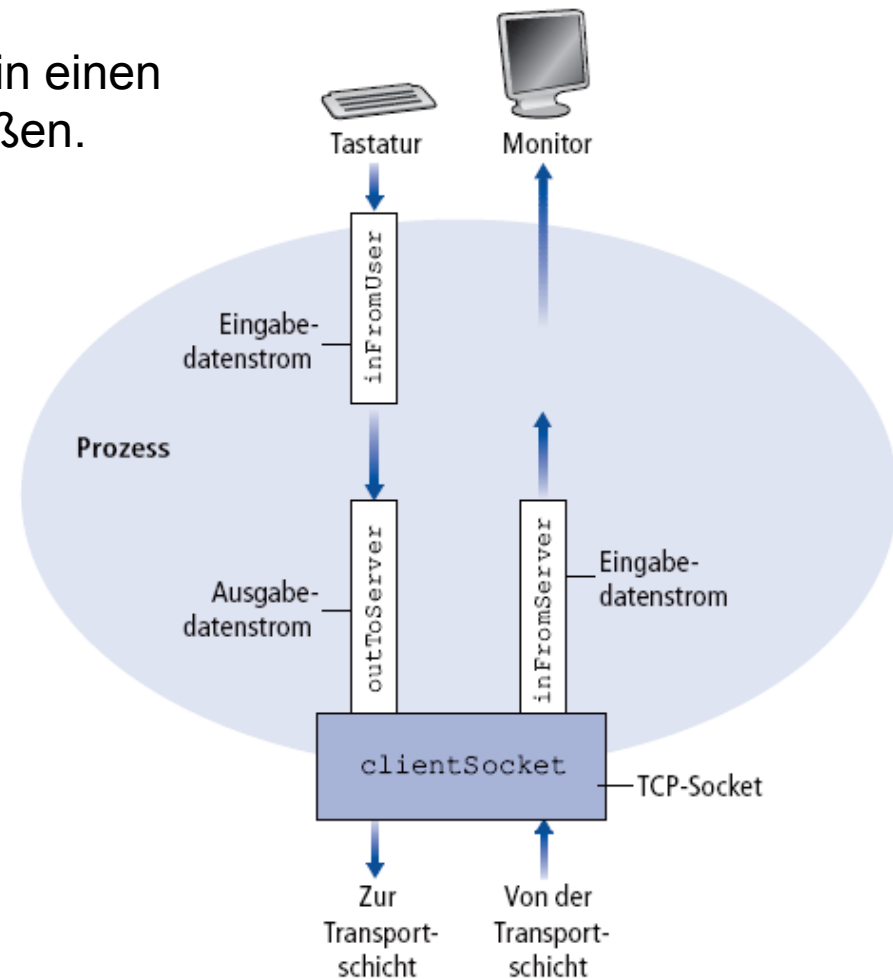 in einen
ßen.
Tastatur
Monitor
inFromUser
Eingabe-
datenstrom
Prozess
outToServer
inFromServer
Ausgabe-
datenstrom
Eingabe-
datenstrom
clientSocket
TCP-Socket
Zur
Transport-
schicht
Von der
Transport-
schicht